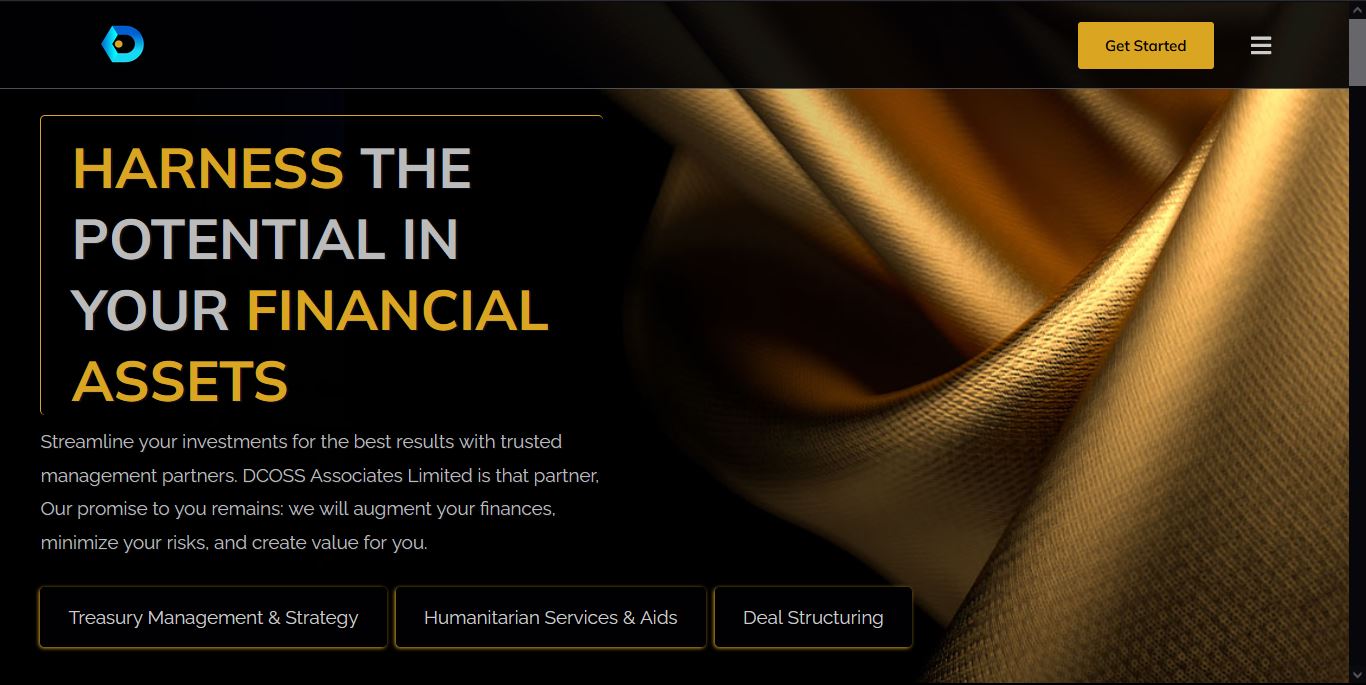 Get Started
HARNESS THE
POTENTIAL IN
YOUR FINANCIAL
ASSETS
Streamline your investments for the best results with trusted
management partners. DCOSS Associates Limited is that partner,
Our promise to you remains: we will augment your finances,
minimize your risks, and create value for you.
Treasury Management & Strategy
Humanitarian Services & Aids
Deal Structuring